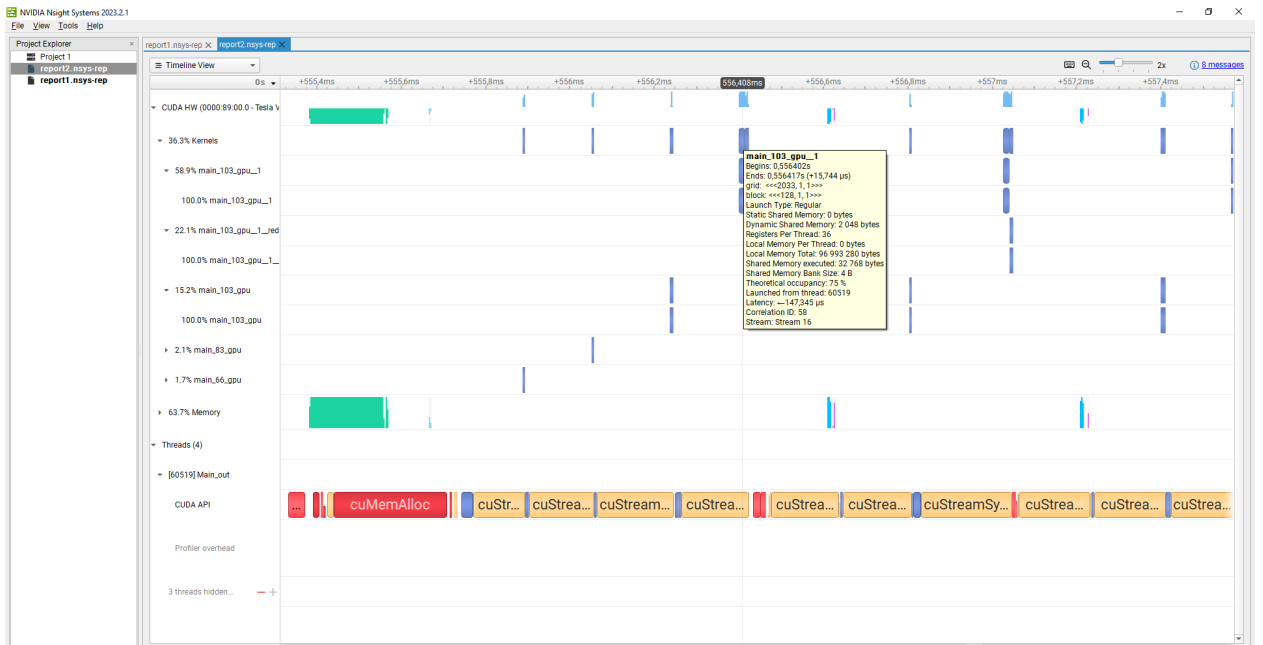 NVIDIA Nsight Systems 2023.2.1
File View Tools Help
Project Explorer
Project 1
report2.nsys-rep
report1.nsys-rep
report1.nsys-rep report2.nsys-rep
Timeline View
2x 8 messages
0s +555,4ms +555,6ms +555,8ms +556ms +556,2ms 556,408ms +556,6ms +556,8ms +557ms +557,2ms +557,4ms
CUDA HW (0000:89:00.0 - Tesla V
36.3% Kernels
58.9% main_103_gpu__1
100.0% main_103_gpu__1
22.1% main_103_gpu__1__red
100.0% main_103_gpu__1__
15.2% main_103_gpu
100.0% main_103_gpu
2.1% main_83_gpu
1.7% main_66_gpu
63.7% Memory
Threads (4)
[60519] Main_out
CUDA API
Profiler overhead
3 threads hidden...
main_103_gpu__1
Begins: 0,556402s
Ends: 0,556417s (+15,744 μs)
grid: <<<2033, 1, 1>>>
block: <<<128, 1, 1>>>
Launch Type: Regular
Static Shared Memory: 0 bytes
Dynamic Shared Memory: 2 048 bytes
Registers Per Thread: 36
Local Memory Per Thread: 0 bytes
Local Memory Total: 96 993 280 bytes
Shared Memory executed: 32 768 bytes
Shared Memory Bank Size: 4 B
Theoretical occupancy: 75 %
Launched from thread: 60519
Latency: ←147,345 μs
Correlation ID: 58
Stream: Stream 16
... cuMemAlloc cuStr... cuStrea... cuStream... cuStrea... cuStrea... cuStrea... cuStreamSy... cuStrea... cuStrea... cuStrea...